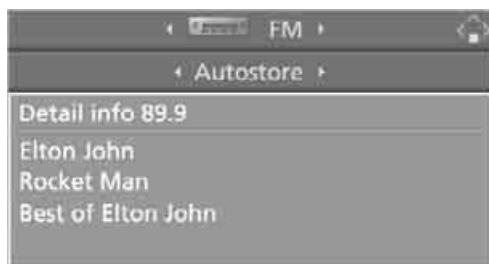 FM
Autostore
Detail info 89.9
Elton John
Rocket Man
Best of Elton John